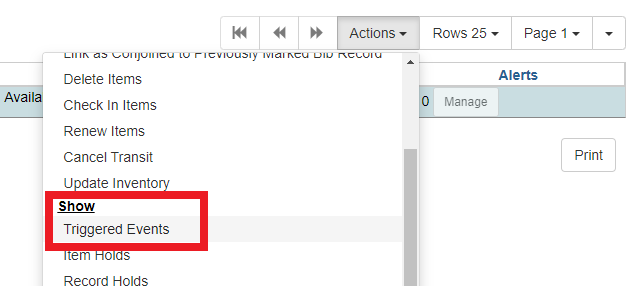 Actions Rows 25 Page 1
Link as Conjoined to Previously Marked Bib Record
Alerts
Delete Items
Availa
0 Manage
Check In Items
Renew Items
Cancel Transit
Print
Update Inventory
Show
Triggered Events
Item Holds
Record Holds